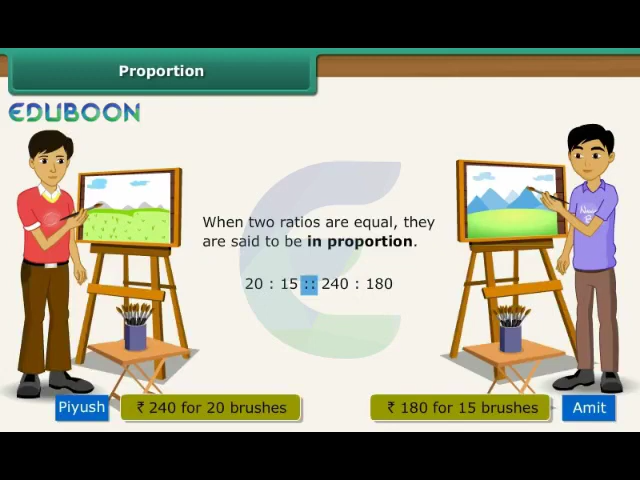 Proportion
EDUBOON
When two ratios are equal, they
are said to be in proportion.
20 : 15 :: 240 : 180
Piyush
₹ 240 for 20 brushes
₹ 180 for 15 brushes
Amit